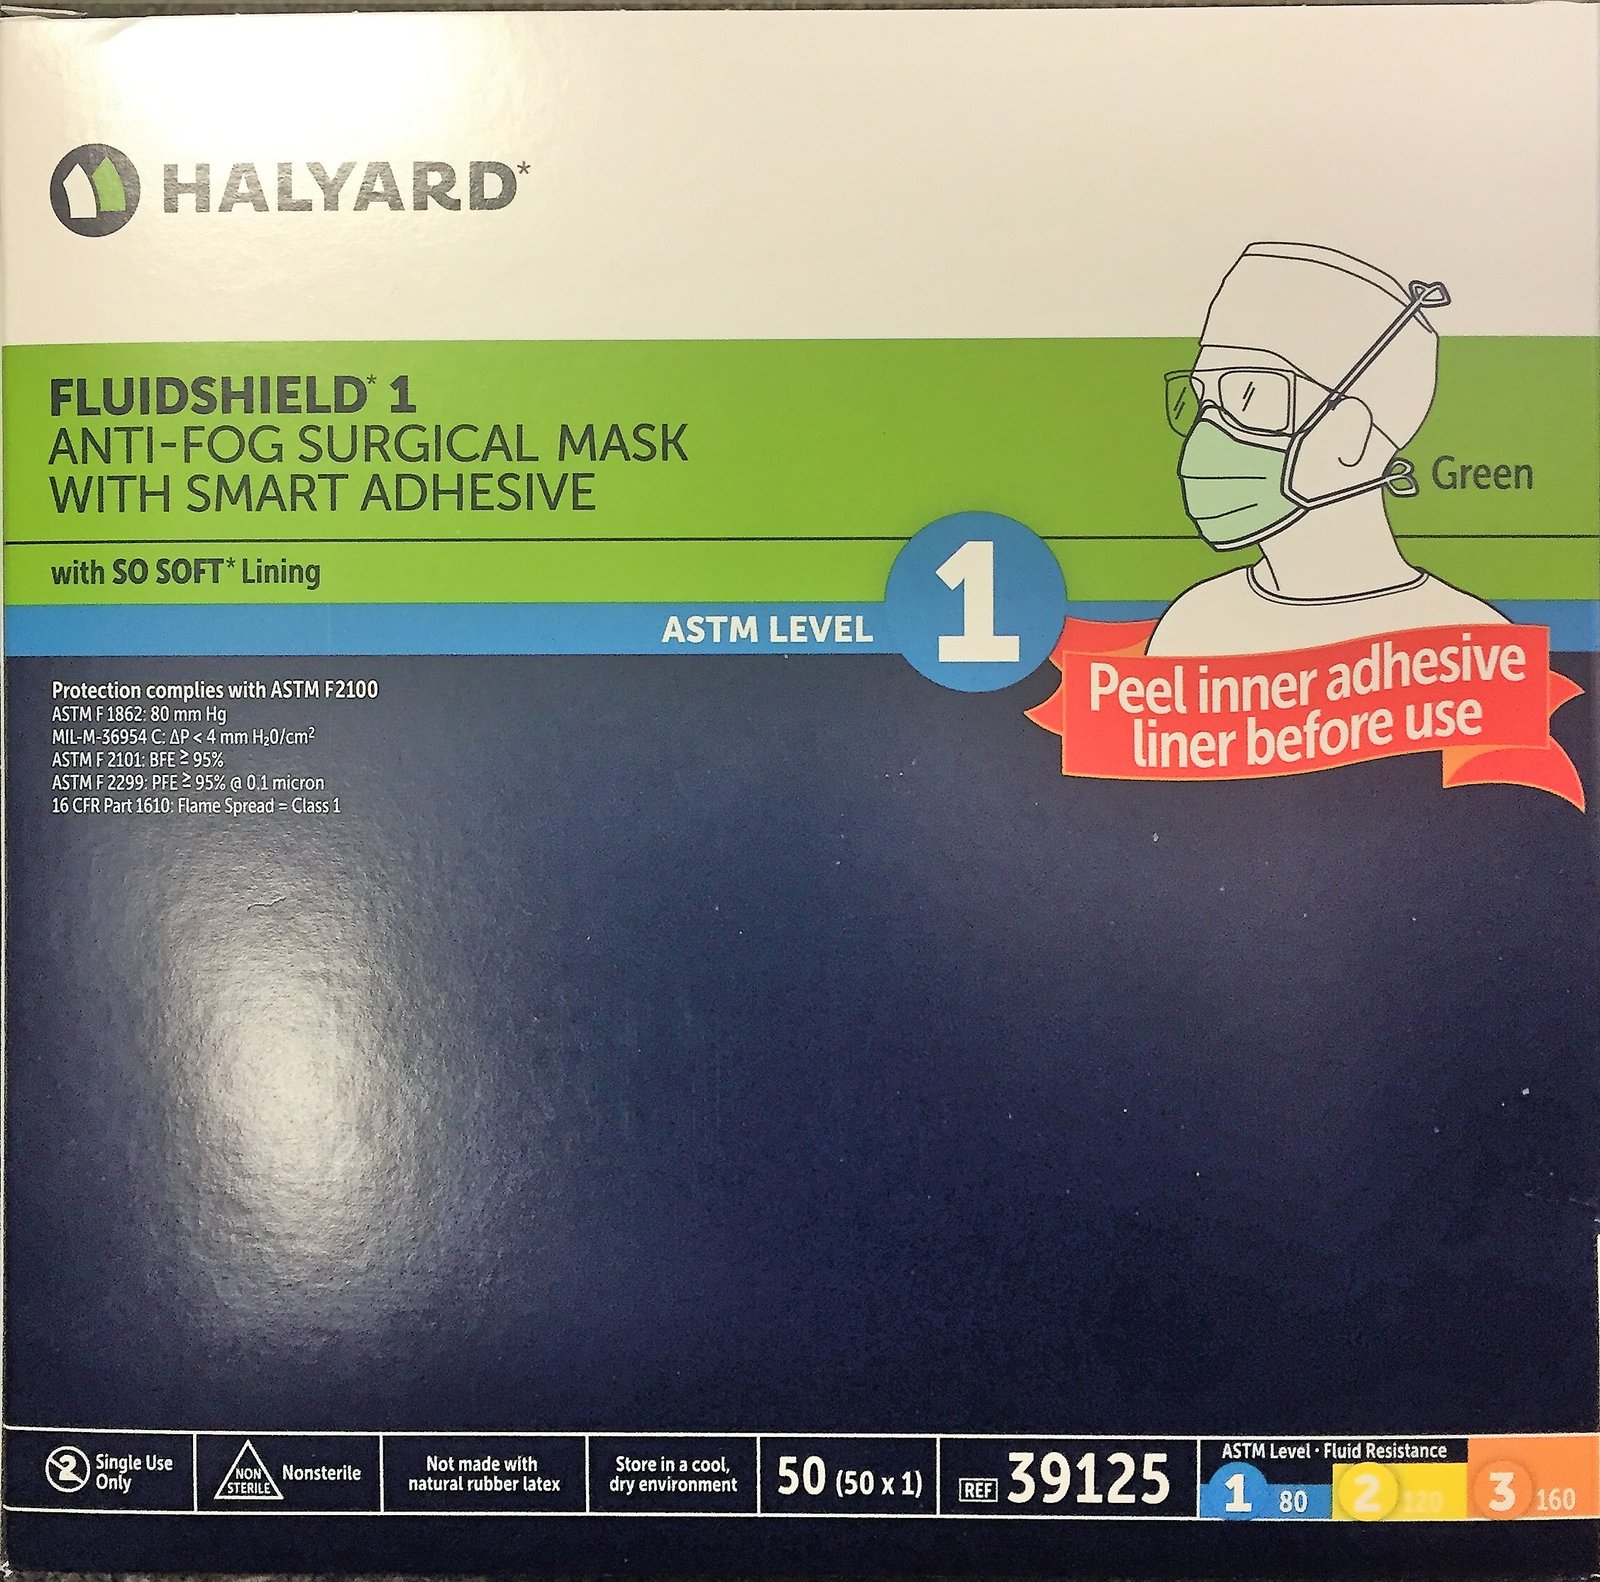 HALYARD*
FLUIDSHIELD* 1
ANTI-FOG SURGICAL MASK
WITH SMART ADHESIVE
Green
with SO SOFT* Lining
ASTM LEVEL 1
Peel inner adhesive
liner before use
Protection complies with ASTM F2100
ASTM F 1862: 80 mm Hg
MIL-M-36954 C: ΔP < 4 mm H₂0/cm²
ASTM F 2101: BFE ≥ 95%
ASTM F 2299: PFE ≥ 95% @ 0.1 micron
16 CFR Part 1610: Flame Spread = Class 1
2
Single Use
Only
NON
STERILE
Nonsterile
Not made with
natural rubber latex
Store in a cool,
dry environment
50 (50 x 1)
REF 39125
ASTM Level · Fluid Resistance
1 80 2 120 3 160